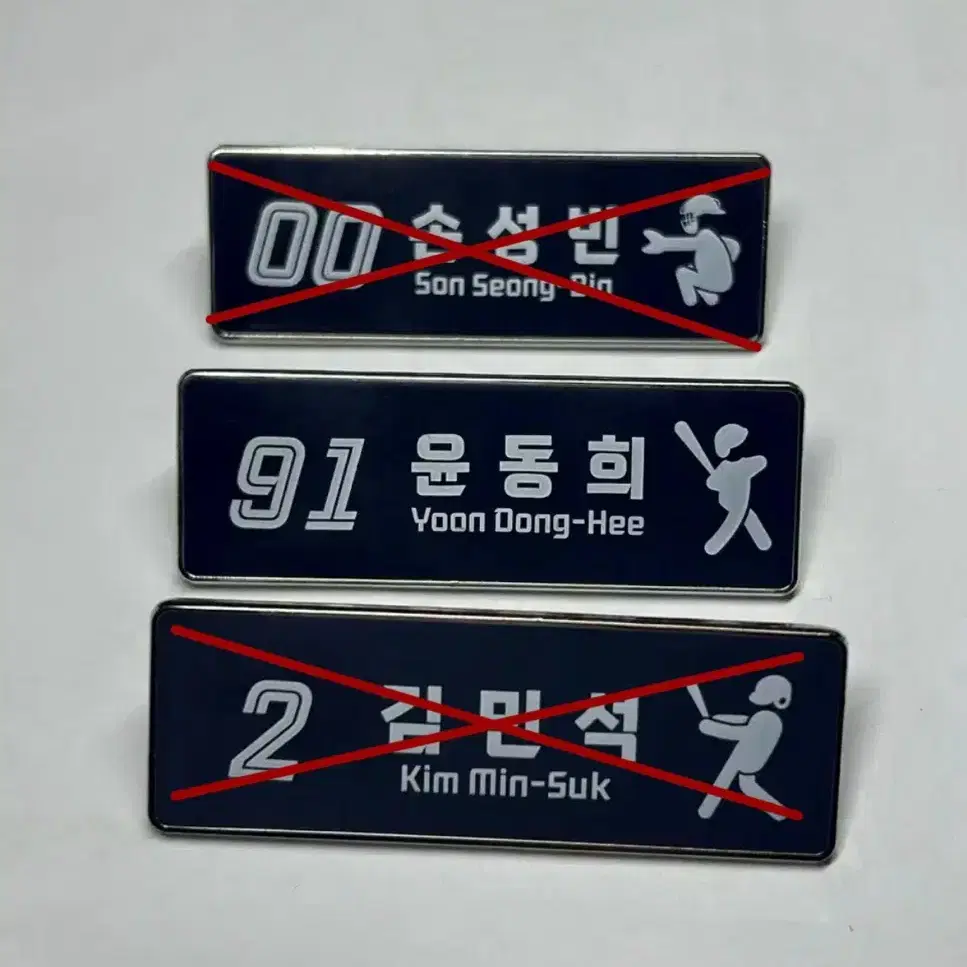 00 손성빈
Son Seong-Bin
91 윤동희
Yoon Dong-Hee
2 김민석
Kim Min-Suk